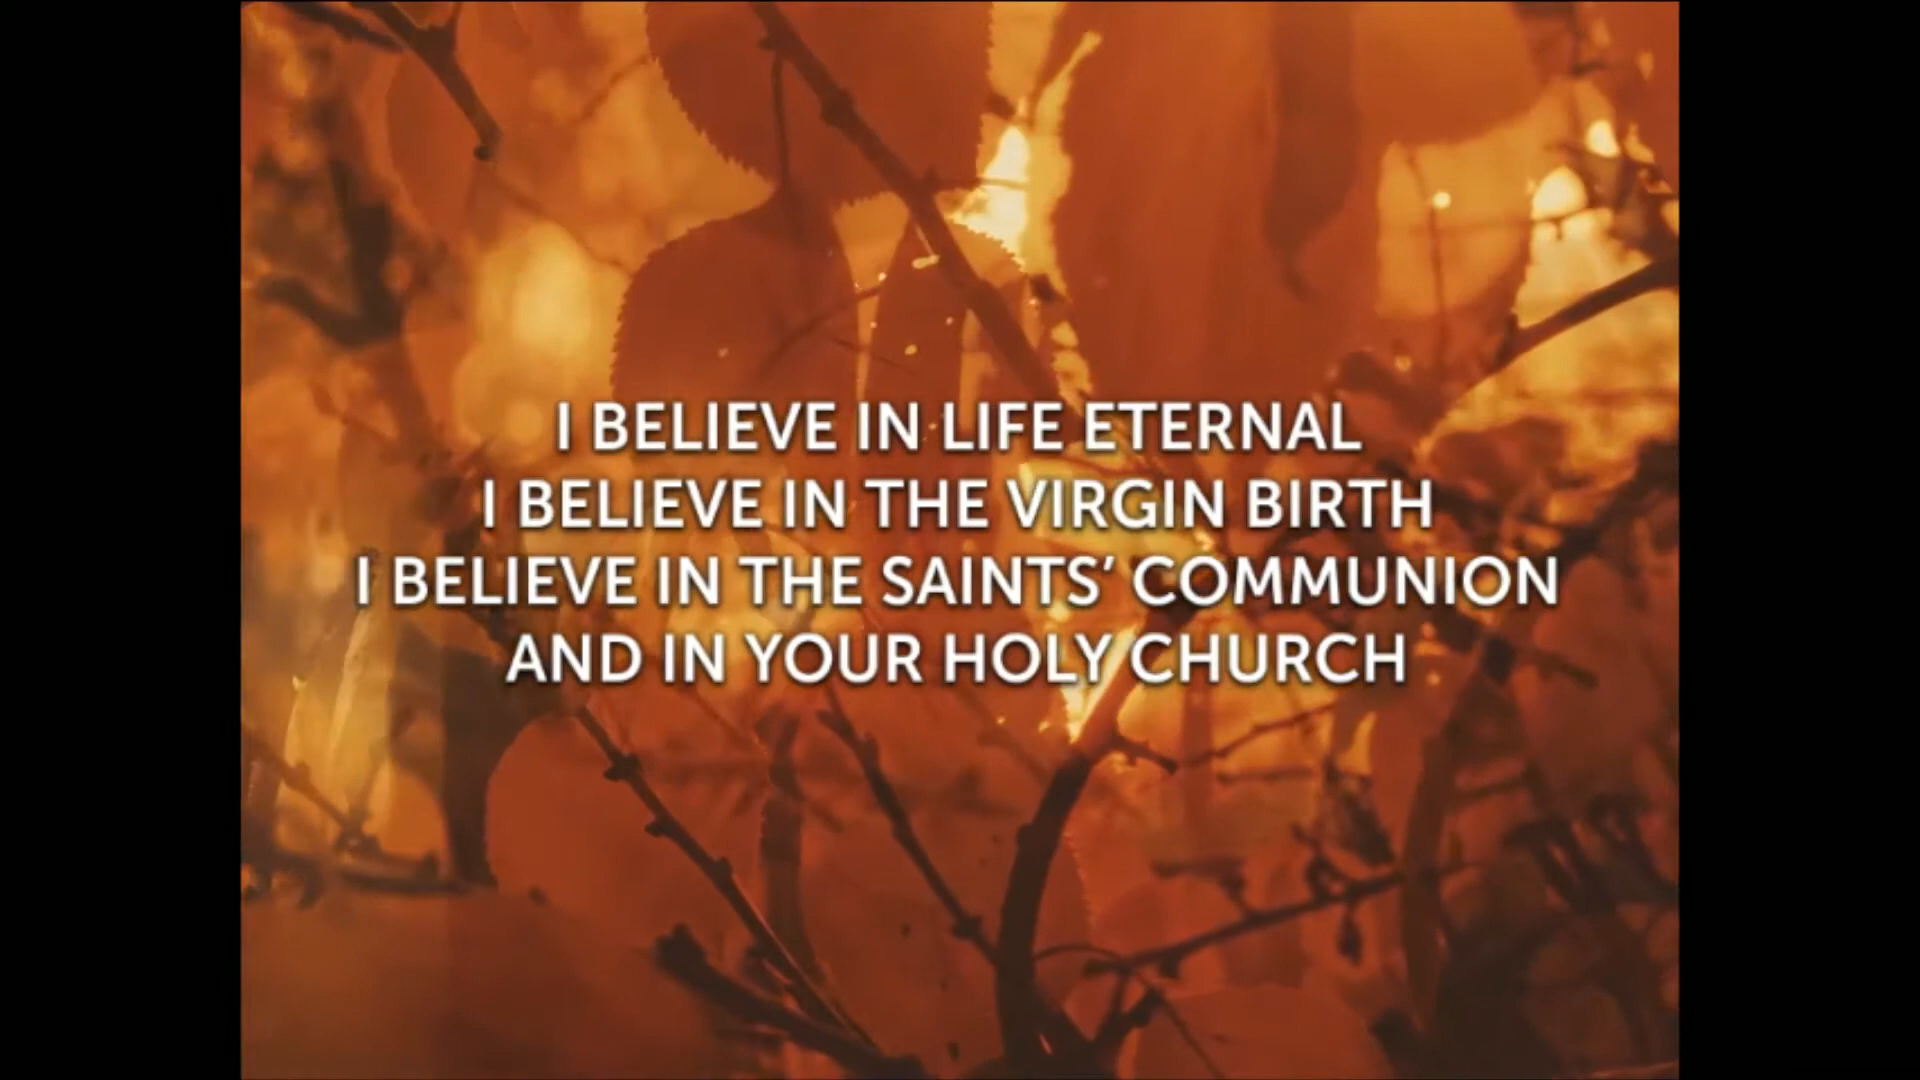 I BELIEVE IN LIFE ETERNAL
I BELIEVE IN THE VIRGIN BIRTH
I BELIEVE IN THE SAINTS’ COMMUNION
AND IN YOUR HOLY CHURCH